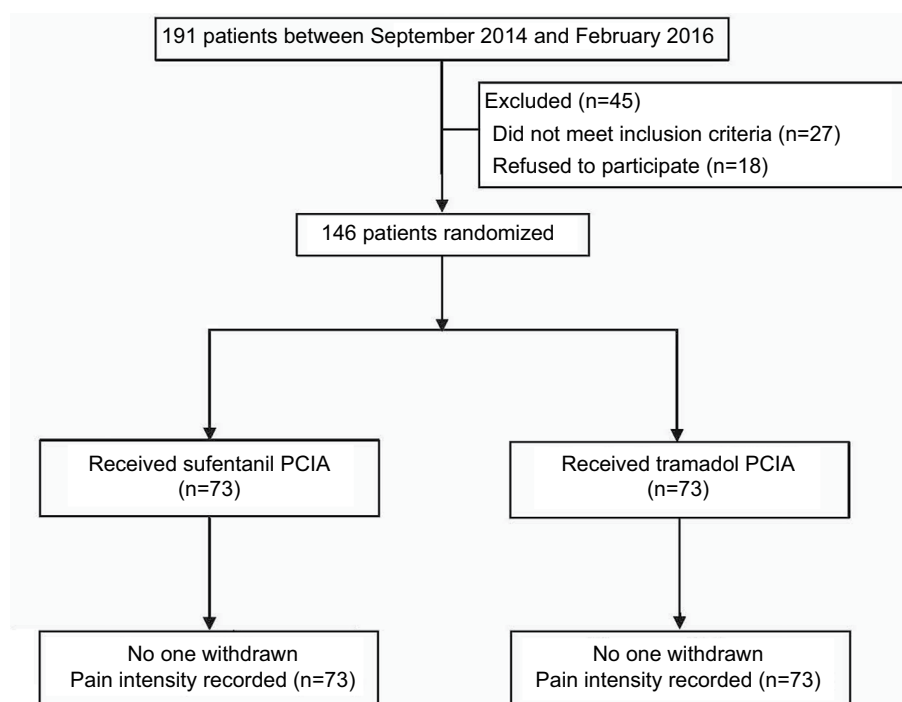 191 patients between September 2014 and February 2016
Excluded (n=45)
Did not meet inclusion criteria (n=27)
Refused to participate (n=18)
146 patients randomized
Received sufentanil PCIA
(n=73)
Received tramadol PCIA
(n=73)
No one withdrawn
Pain intensity recorded (n=73)
No one withdrawn
Pain intensity recorded (n=73)